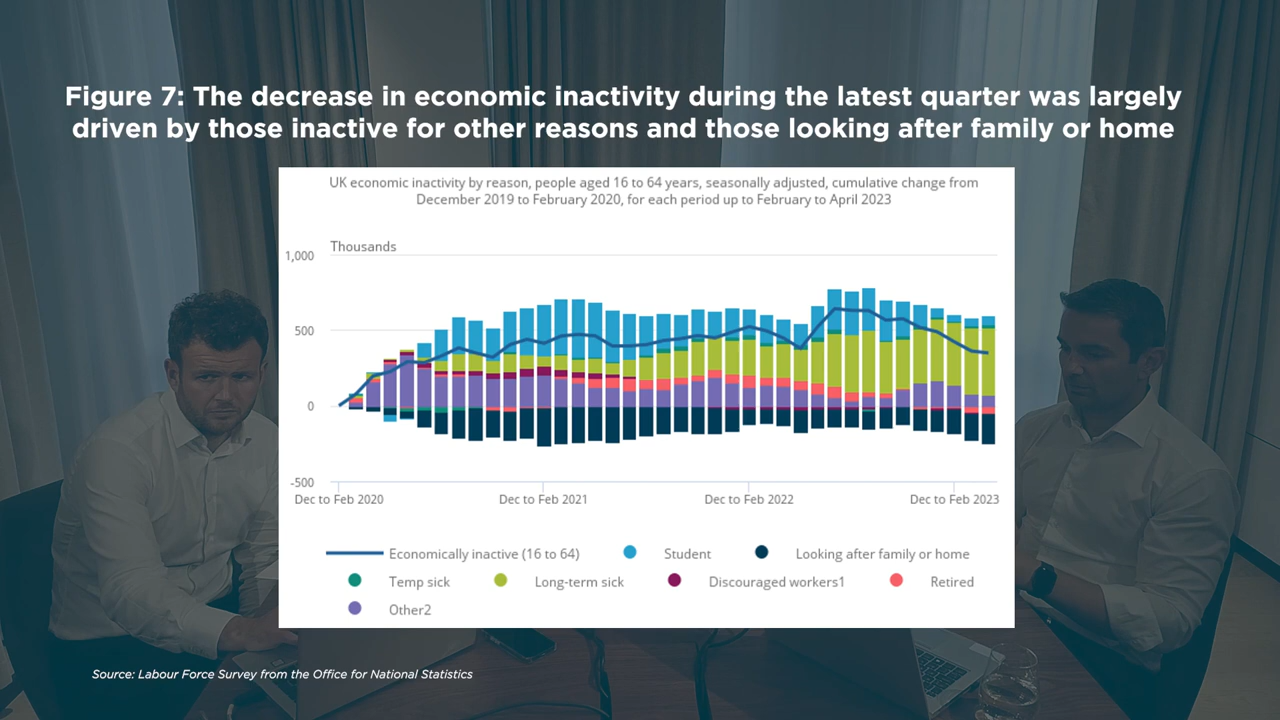 Figure 7: The decrease in economic inactivity during the latest quarter was largely
driven by those inactive for other reasons and those looking after family or home
UK economic inactivity by reason, people aged 16 to 64 years, seasonally adjusted, cumulative change from
December 2019 to February 2020, for each period up to February to April 2023
Thousands
1,000
500
0
-500
Dec to Feb 2020 Dec to Feb 2021 Dec to Feb 2022 Dec to Feb 2023
Economically inactive (16 to 64) Student Looking after family or home
Temp sick Long-term sick Discouraged workers1 Retired
Other2
Source: Labour Force Survey from the Office for National Statistics